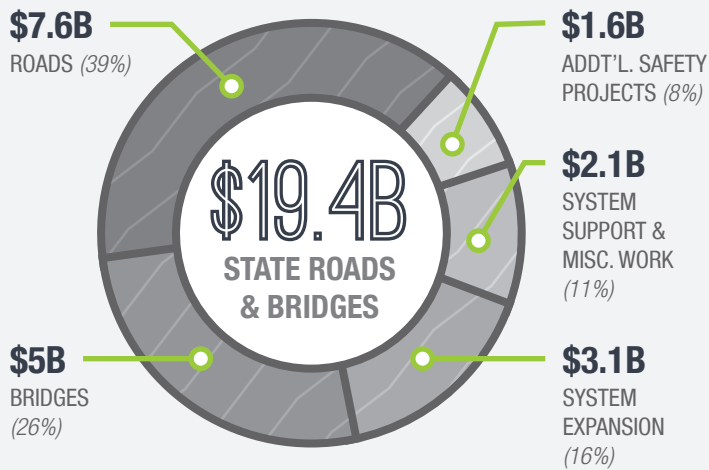 $7.6B
ROADS (39%)
$1.6B
ADDT'L. SAFETY
PROJECTS (8%)
$2.1B
SYSTEM
SUPPORT &
MISC. WORK
(11%)
$19.4B
STATE ROADS
& BRIDGES
$5B
BRIDGES
(26%)
$3.1B
SYSTEM
EXPANSION
(16%)